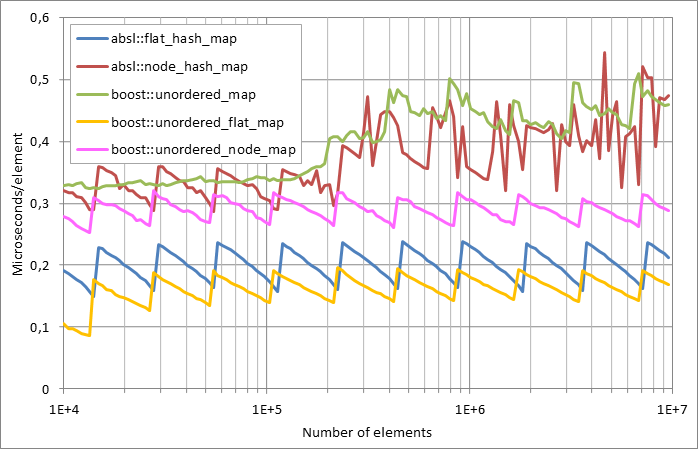 0,6
0,5
0,4
0,3
0,2
0,1
0
Microseconds/element
absl::flat_hash_map
absl::node_hash_map
boost::unordered_map
boost::unordered_flat_map
boost::unordered_node_map
1E+4
1E+5
1E+6
1E+7
Number of elements